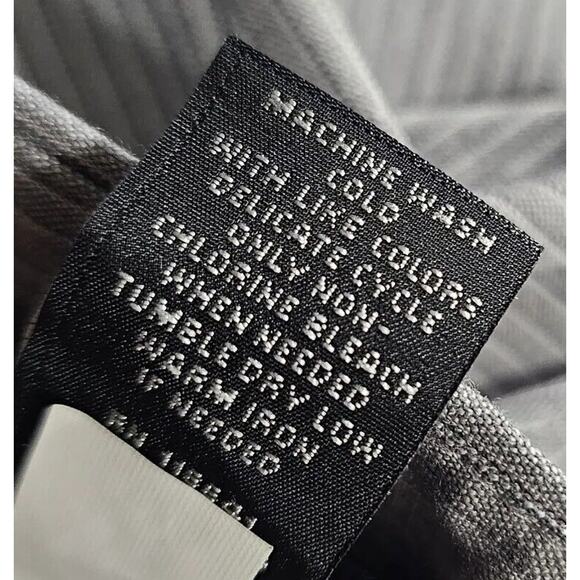 MACHINE WASH
COLD
WITH LIKE COLORS
DELICATE CYCLE
ONLY NON-
CHLORINE BLEACH
WHEN NEEDED
TUMBLE DRY LOW
WARM IRON
IF NEEDED
RN